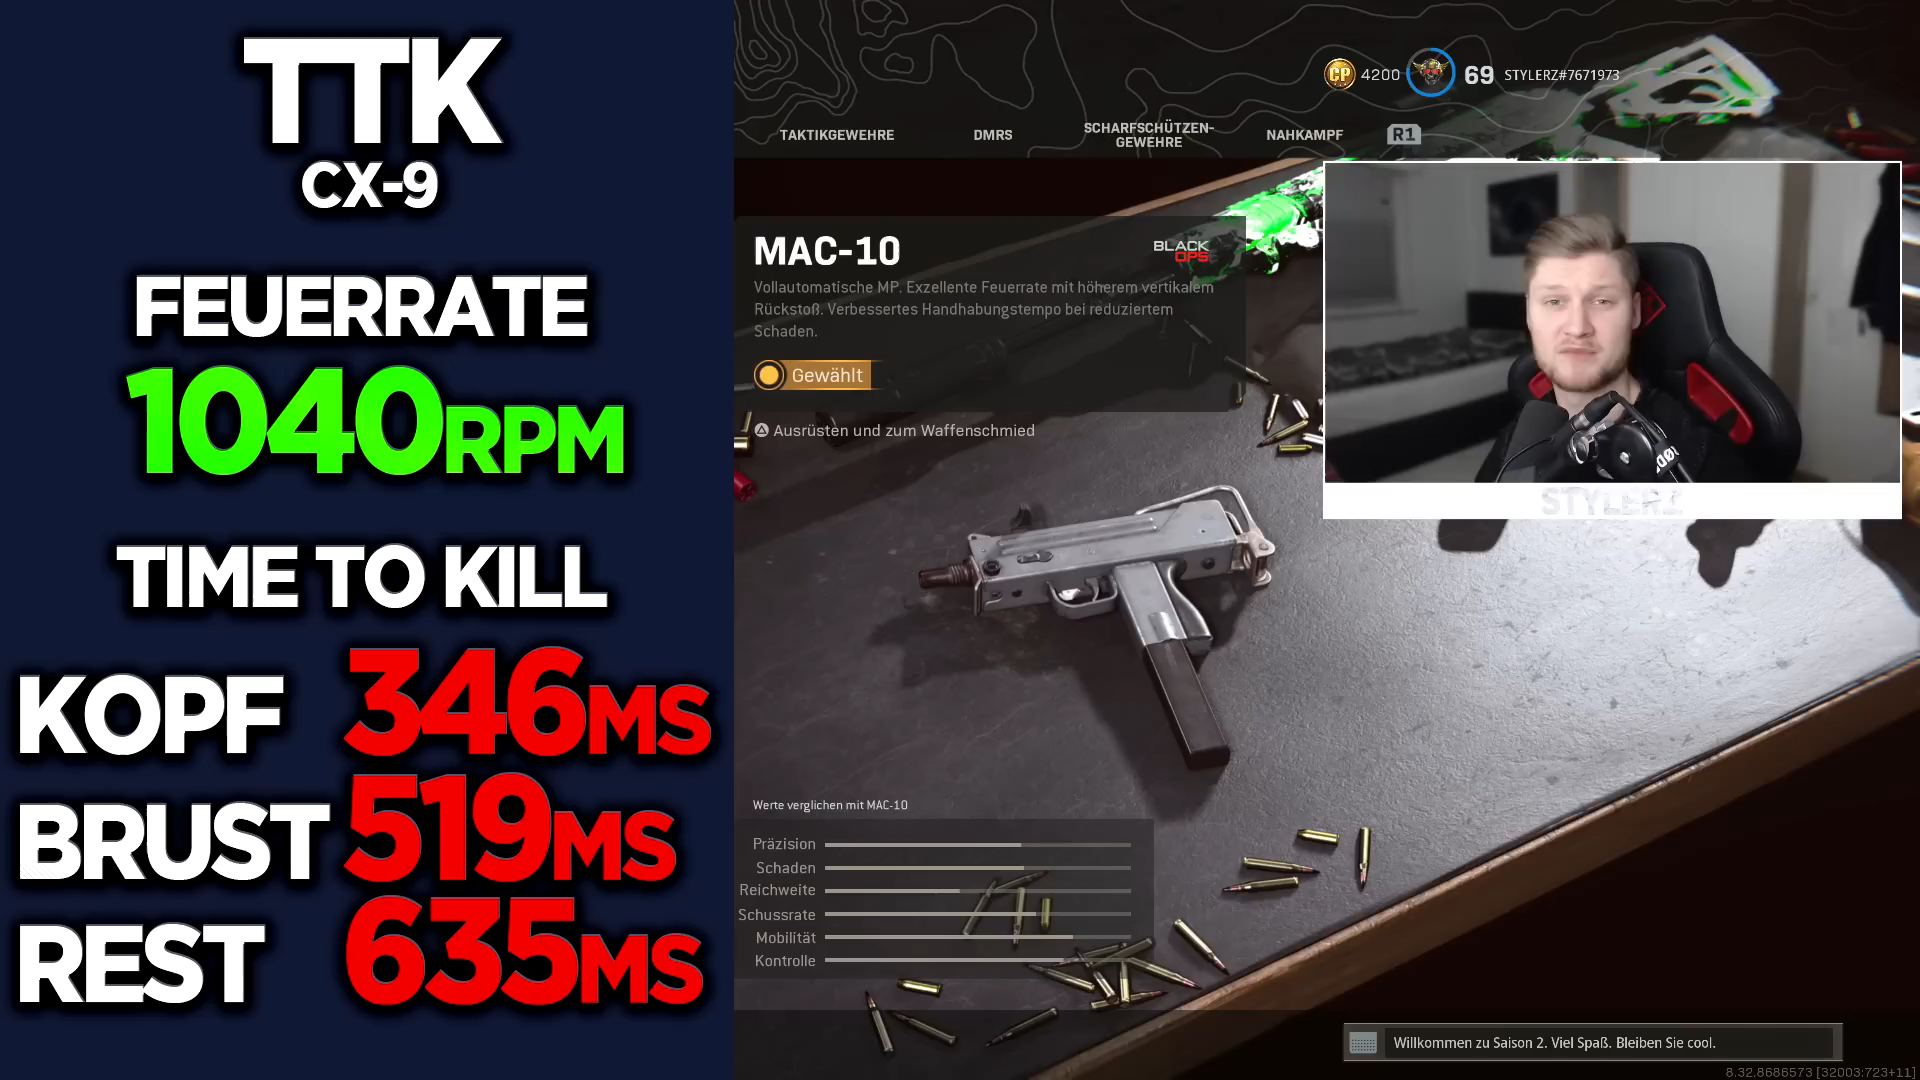 TTK
CX-9
FEUERRATE
1040RPM
TIME TO KILL
KOPF 346MS
BRUST 519MS
REST 635MS
CP 4200 69 STYLERZ#7671973
TAKTIKGEWEHRE DMRS SCHARFSCHÜTZEN-
GEWEHRE NAHKAMPF R1
MAC-10
BLACK
OPS
Vollautomatische MP. Exzellente Feuerrate mit höherem vertikalem
Rückstoß. Verbessertes Handhabungstempo bei reduziertem
Schaden.
Gewählt
Ausrüsten und zum Waffenschmied
STYLERZ
Werte verglichen mit MAC-10
Präzision
Schaden
Reichweite
Schussrate
Mobilität
Kontrolle
Willkommen zu Saison 2. Viel Spaß. Bleiben Sie cool.
8.32.8686573 [32003:723+11]